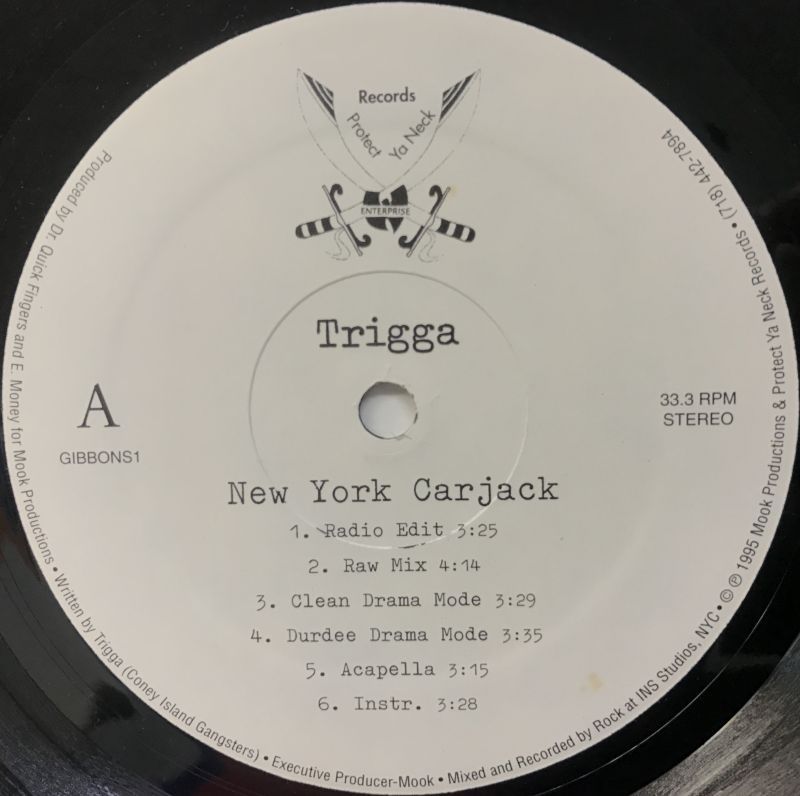 Records
Protect Ya Neck
ENTERPRISE
Trigga
A
GIBBONS1
33.3 RPM
STEREO
New York Carjack
1. Radio Edit 3:25
2. Raw Mix 4:14
3. Clean Drama Mode 3:29
4. Durdee Drama Mode 3:35
5. Acapella 3:15
6. Instr. 3:28
Produced by Dr. Quick Fingers and E. Money for Mook Productions • Written by Trigga (Coney Island Gangsters) • Executive Producer-Mook • Mixed and Recorded by Rock at INS Studios, NYC • © ℗ 1995 Mook Productions & Protect Ya Neck Records • (718) 442-7894